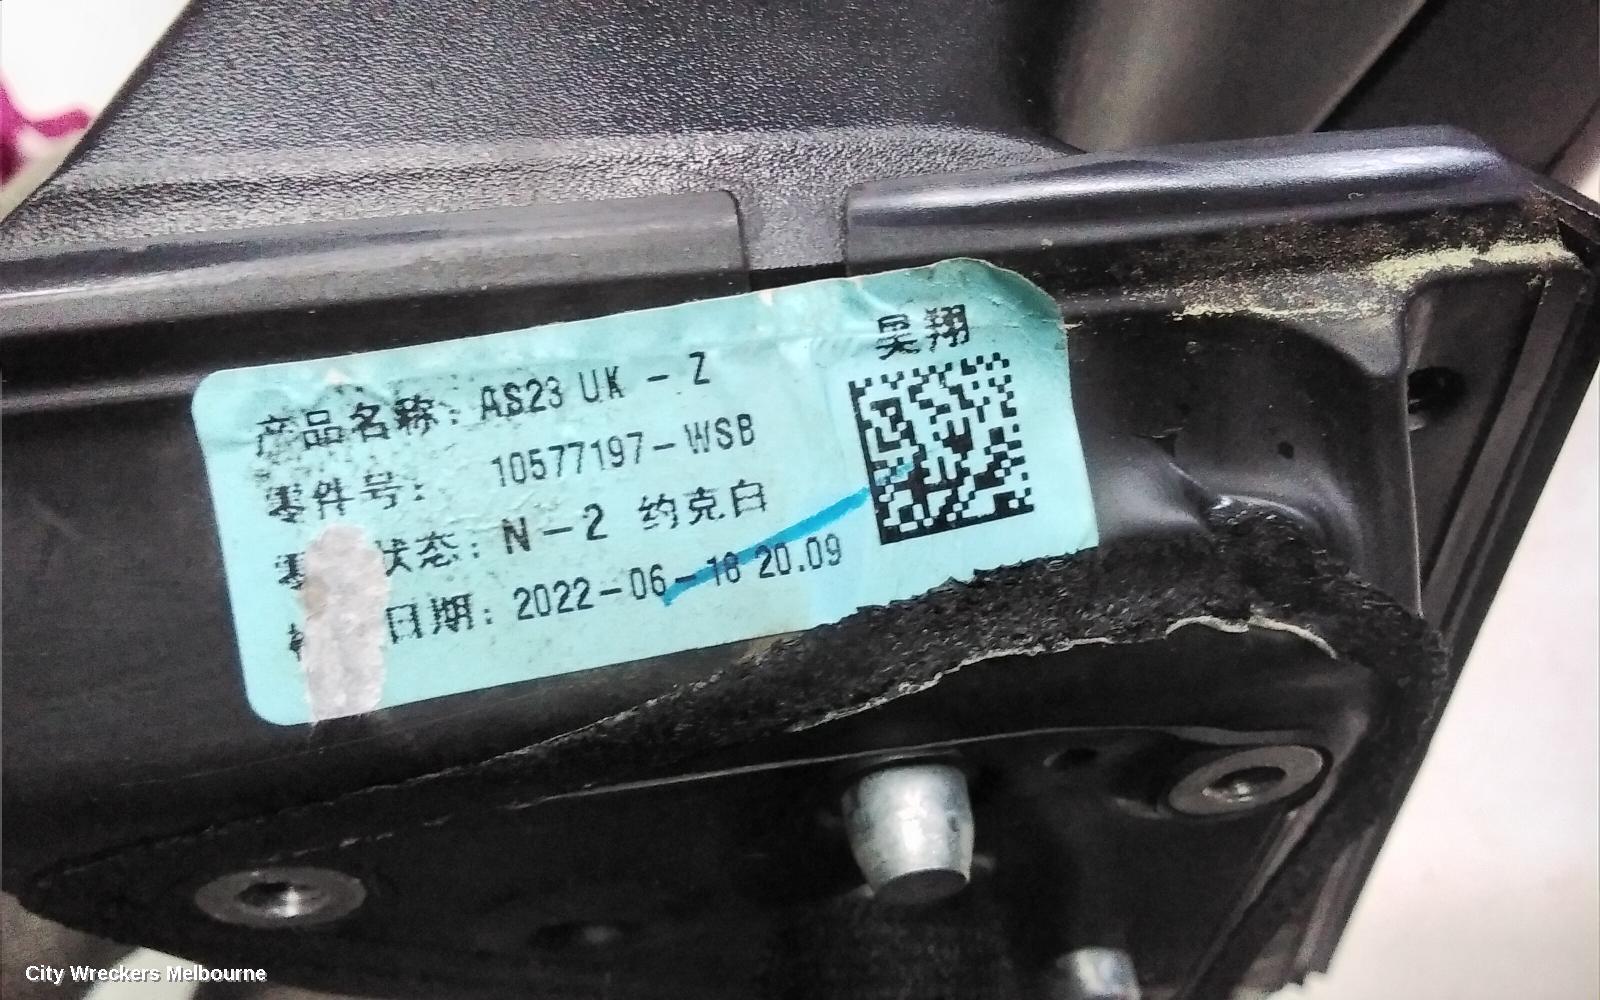 昊翔
产品名称: AS23 UK - Z
零件号: 10577197-WSB
零 状态: N-2 约克白
日期: 2022-06-18 20.09
City Wreckers Melbourne